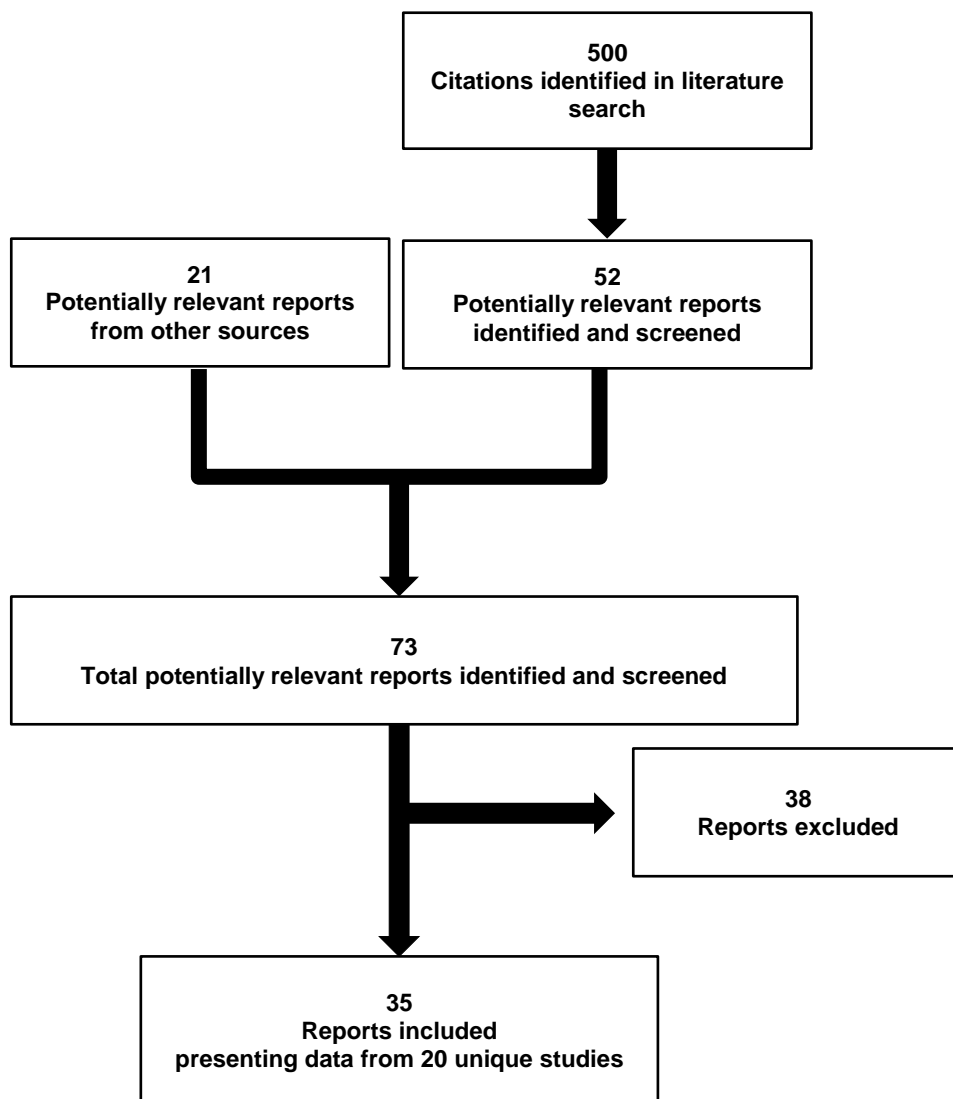 500
Citations identified in literature
search
21
Potentially relevant reports
from other sources
52
Potentially relevant reports
identified and screened
73
Total potentially relevant reports identified and screened
38
Reports excluded
35
Reports included
presenting data from 20 unique studies